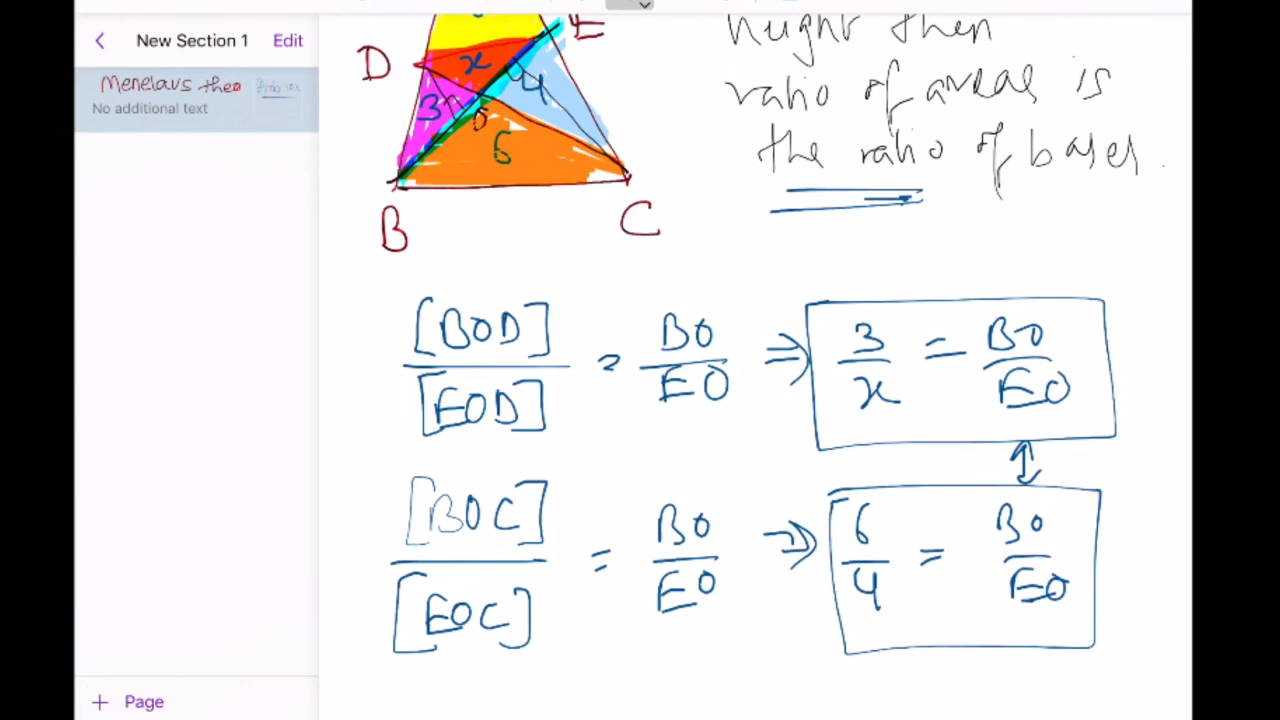 New Section 1 Edit
Menelaus theo
No additional text
Page
E
D
x
3
4
O
6
B
C
height then
ratio of areas is
the ratio of bases.
[BOD] / [EOD] = BO / EO ⇒ 3 / x = BO / EO
[BOC] / [EOC] = BO / EO ⇒ 6 / 4 = BO / EO